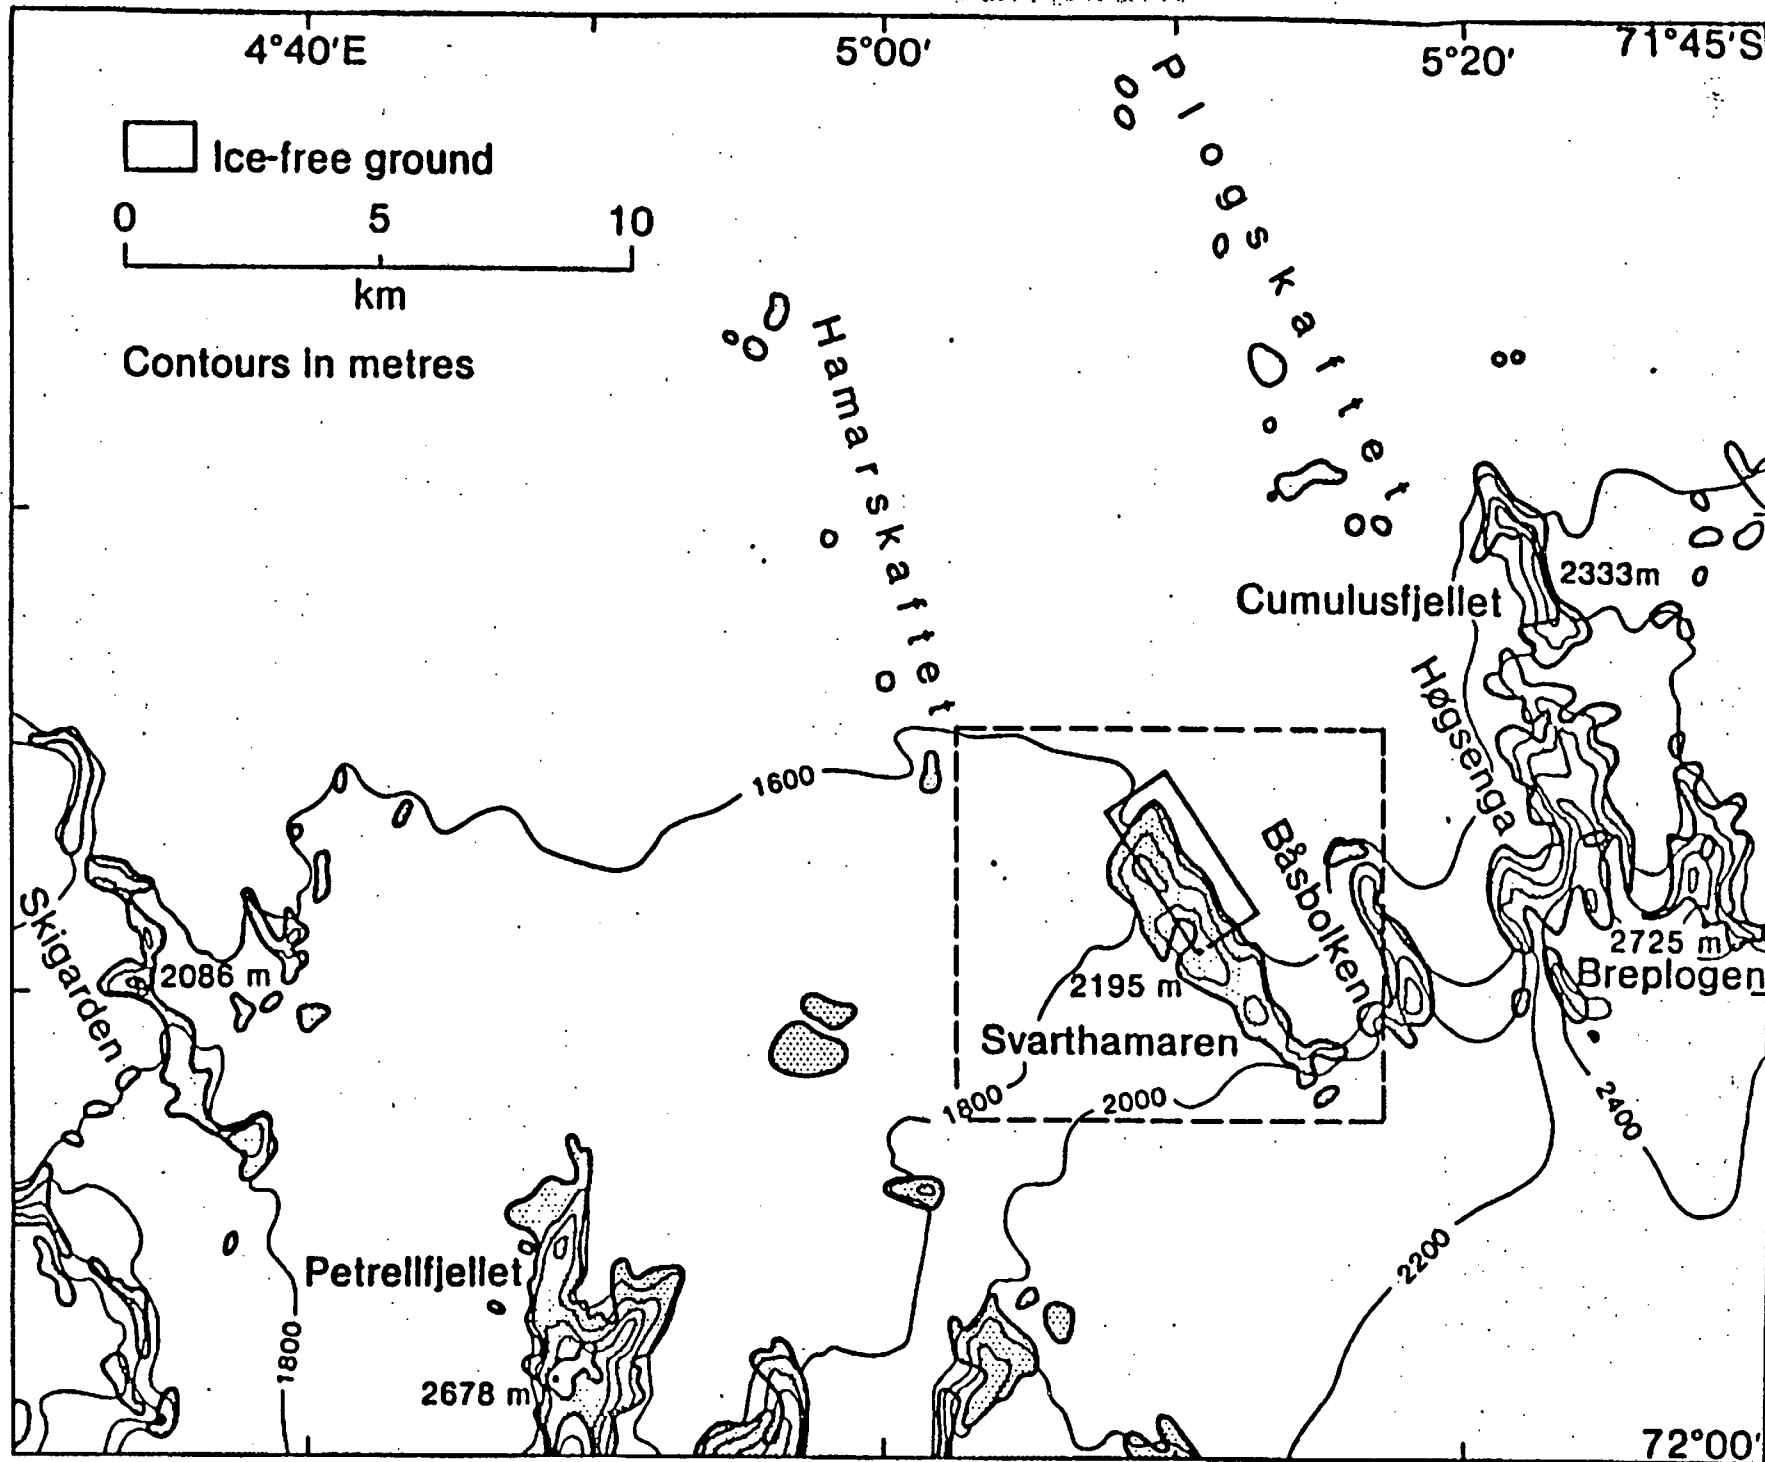 4°40'E
5°00'
5°20'
71°45'S
Ice-free ground
0 5 10
km
Contours in metres
Plogskaftet
Hamarskaftet
2333m
Cumulusfjellet
Høgsenga
1600
Båsbolken
Skigarden
2086 m
2195 m
Svarthamaren
2725 m
Breplogen
1800
2000
2400
2200
Petrellfjellet
1800
2678 m
72°00'